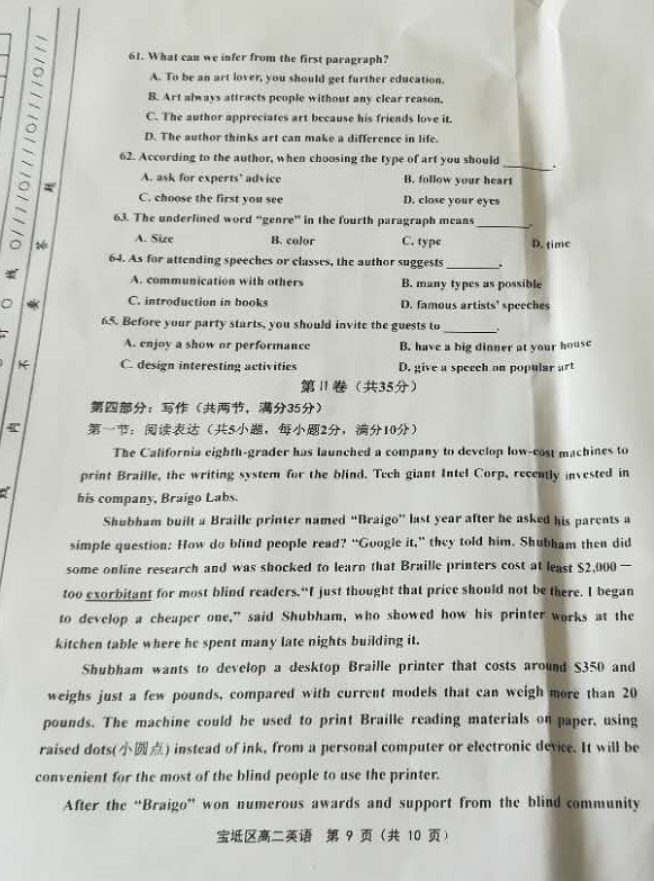 61. What can we infer from the first paragraph?
A. To be an art lover, you should get further education.
B. Art always attracts people without any clear reason.
C. The author appreciates art because his friends love it.
D. The author thinks art can make a difference in life.
62. According to the author, when choosing the type of art you should ______.
A. ask for experts' advice B. follow your heart
C. choose the first you see D. close your eyes
63. The underlined word "genre" in the fourth paragraph means ______.
A. Size B. color C. type D. time
64. As for attending speeches or classes, the author suggests ______.
A. communication with others B. many types as possible
C. introduction in books D. famous artists' speeches
65. Before your party starts, you should invite the guests to ______.
A. enjoy a show or performance B. have a big dinner at your house
C. design interesting activities D. give a speech on popular art
第II卷（共35分）
第四部分：写作（共两节，满分35分）
第一节：阅读表达（共5小题，每小题2分，满分10分）
The California eighth-grader has launched a company to develop low-cost machines to
print Braille, the writing system for the blind. Tech giant Intel Corp, recently invested in
his company, Braigo Labs.
Shubham built a Braille printer named "Braigo" last year after he asked his parents a
simple question: How do blind people read? "Google it," they told him. Shubham then did
some online research and was shocked to learn that Braille printers cost at least $2,000 —
too exorbitant for most blind readers."I just thought that price should not be there. I began
to develop a cheaper one," said Shubham, who showed how his printer works at the
kitchen table where he spent many late nights building it.
Shubham wants to develop a desktop Braille printer that costs around $350 and
weighs just a few pounds, compared with current models that can weigh more than 20
pounds. The machine could be used to print Braille reading materials on paper, using
raised dots(小圆点) instead of ink, from a personal computer or electronic device. It will be
convenient for the most of the blind people to use the printer.
After the "Braigo" won numerous awards and support from the blind community
宝坻区高二英语 第 9 页（共 10 页）
题
答
要
不
线
订
内